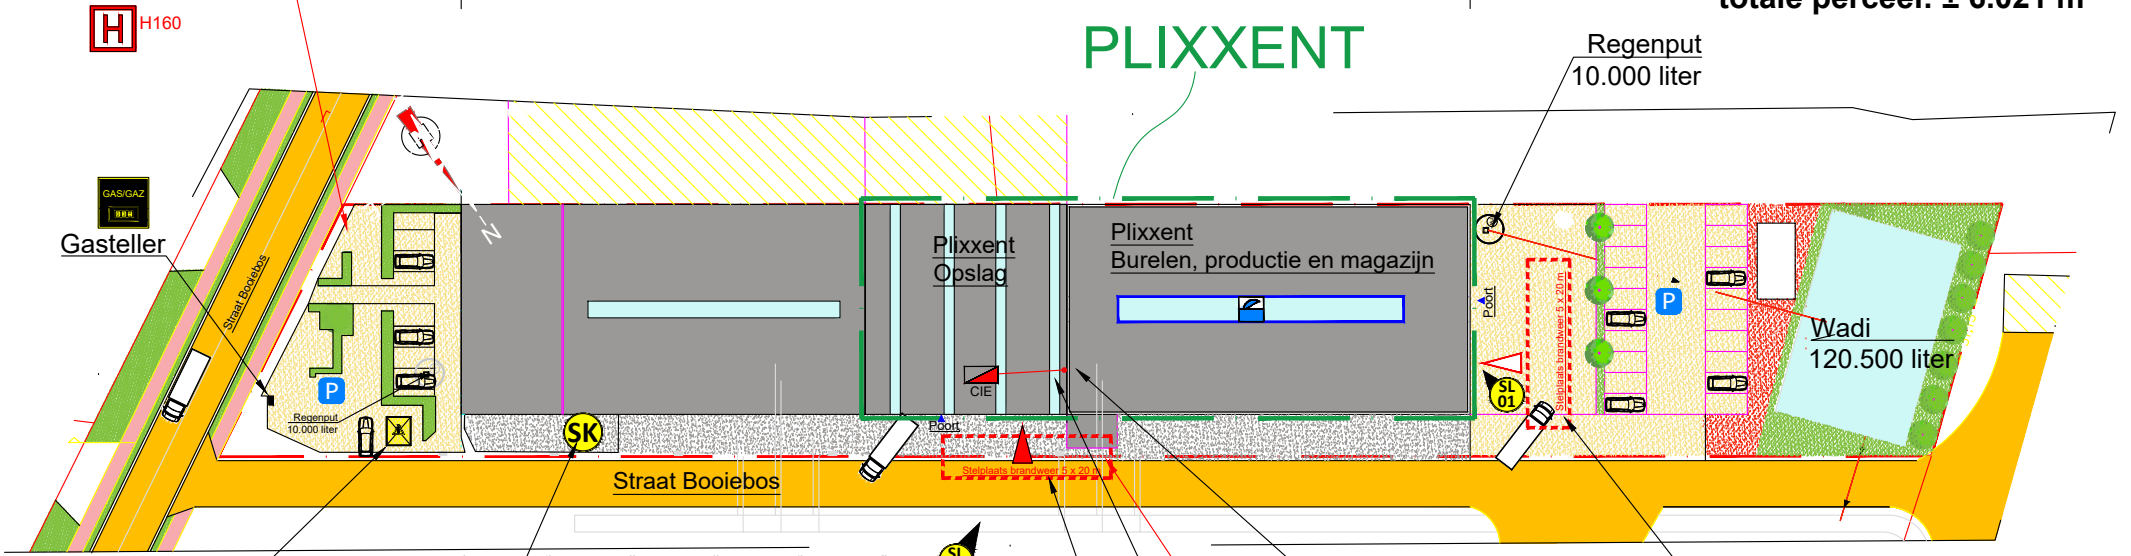 totale perceel: ± 6.021 m
H
H160
PLIXXENT
Regenput
10.000 liter
GAS/GAZ
Gasteller
N
Plixxent
Opslag
Plixxent
Burelen, productie en magazijn
Straat Booiebos
Poort
Stelplaats brandweer 5 x 20 m
P
Wadi
120.500 liter
CIE
SL
01
P
Regenput
10.000 liter
SK
Poort
Stelplaats brandweer 5 x 20 m
Straat Booiebos
SL